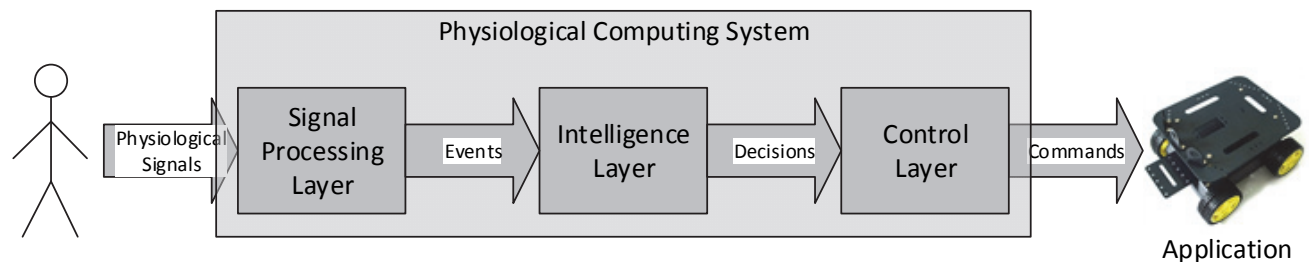 Physiological Computing System
Physiological
Signals
Signal
Processing
Layer
Events
Intelligence
Layer
Decisions
Control
Layer
Commands
Application